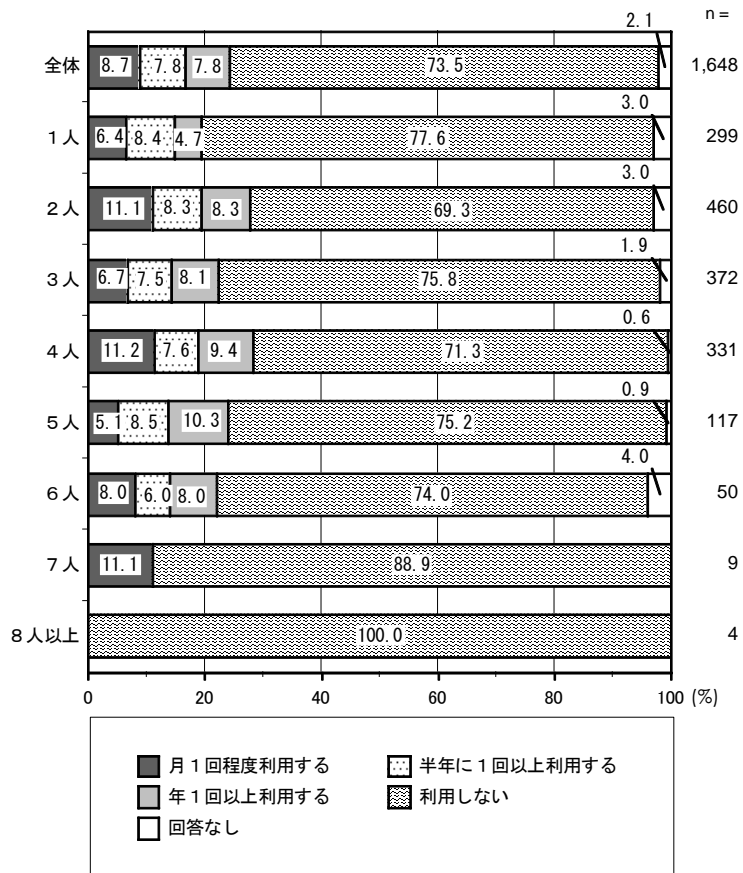 2.1 n=
全体 8.7 7.8 7.8 73.5 1,648
3.0
1人 6.4 8.4 4.7 77.6 299
3.0
2人 11.1 8.3 8.3 69.3 460
1.9
3人 6.7 7.5 8.1 75.8 372
0.6
4人 11.2 7.6 9.4 71.3 331
0.9
5人 5.1 8.5 10.3 75.2 117
4.0
6人 8.0 6.0 8.0 74.0 50
7人 11.1 88.9 9
8人以上 100.0 4
0 20 40 60 80 100 (%)
月1回程度利用する 半年に1回以上利用する
年1回以上利用する 利用しない
回答なし